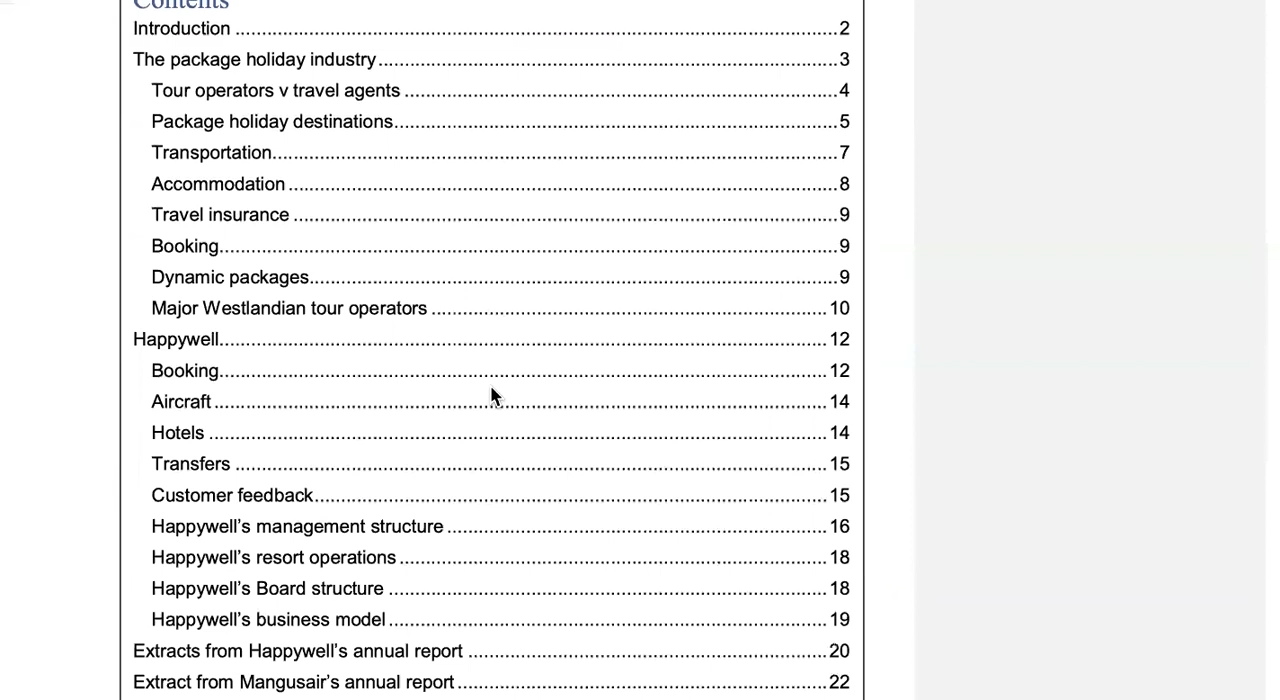 Contents
Introduction ........ 2
The package holiday industry ........ 3
Tour operators v travel agents ........ 4
Package holiday destinations ........ 5
Transportation ........ 7
Accommodation ........ 8
Travel insurance ........ 9
Booking ........ 9
Dynamic packages ........ 9
Major Westlandian tour operators ........ 10
Happywell ........ 12
Booking ........ 12
Aircraft ........ 14
Hotels ........ 14
Transfers ........ 15
Customer feedback ........ 15
Happywell’s management structure ........ 16
Happywell’s resort operations ........ 18
Happywell’s Board structure ........ 18
Happywell’s business model ........ 19
Extracts from Happywell’s annual report ........ 20
Extract from Mangusair’s annual report ........ 22